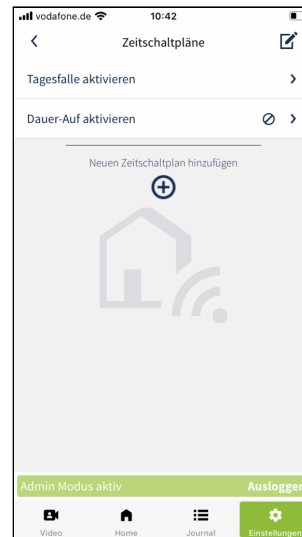 vodafone.de 10:42
Zeitschaltpläne
Tagesfalle aktivieren
Dauer-Auf aktivieren
Neuen Zeitschaltplan hinzufügen
Admin Modus aktiv Ausloggen
Video Home Journal Einstellungen